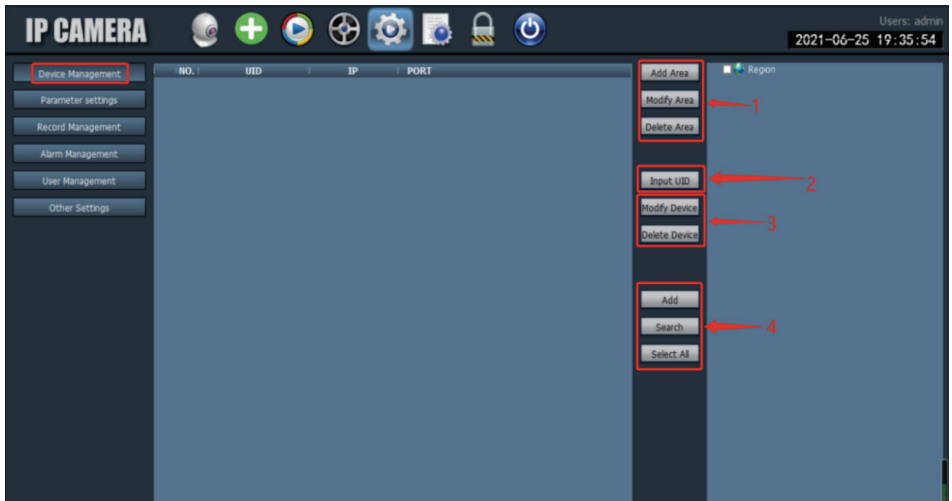 IP CAMERA
Users: admin
2021-06-25 19:35:54
Device Management
Parameter settings
Record Management
Alarm Management
User Management
Other Settings
NO. UID IP PORT
Add Area
Modify Area
Delete Area
1
Input UID
2
Modify Device
Delete Device
3
Add
Search
Select All
4
Region